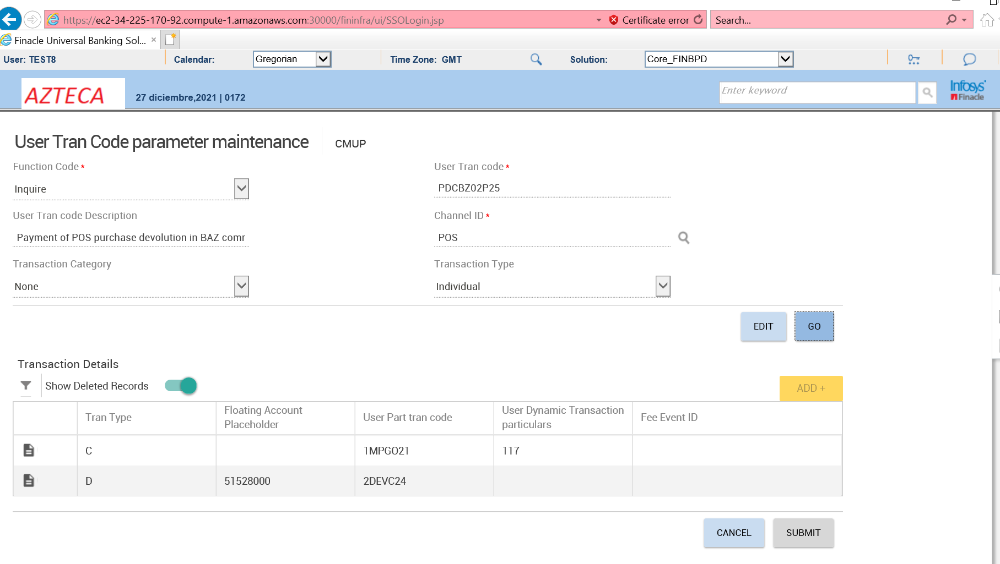 https://ec2-34-225-170-92.compute-1.amazonaws.com:30000/fininfra/ui/SSOLogin.jsp Certificate error Search...
Finacle Universal Banking Sol... ×
User: TEST8 Calendar: Gregorian Time Zone: GMT Solution: Core_FINBPD
AZTECA 27 diciembre,2021 | 0172 Enter keyword Infosys Finacle
User Tran Code parameter maintenance CMUP
Function Code * User Tran code *
Inquire PDCBZ02P25
User Tran code Description Channel ID *
Payment of POS purchase devolution in BAZ comr POS
Transaction Category Transaction Type
None Individual
EDIT GO
Transaction Details
Show Deleted Records ADD +
Tran Type Floating Account Placeholder User Part tran code User Dynamic Transaction particulars Fee Event ID
C 1MPGO21 117
D 51528000 2DEVC24
CANCEL SUBMIT